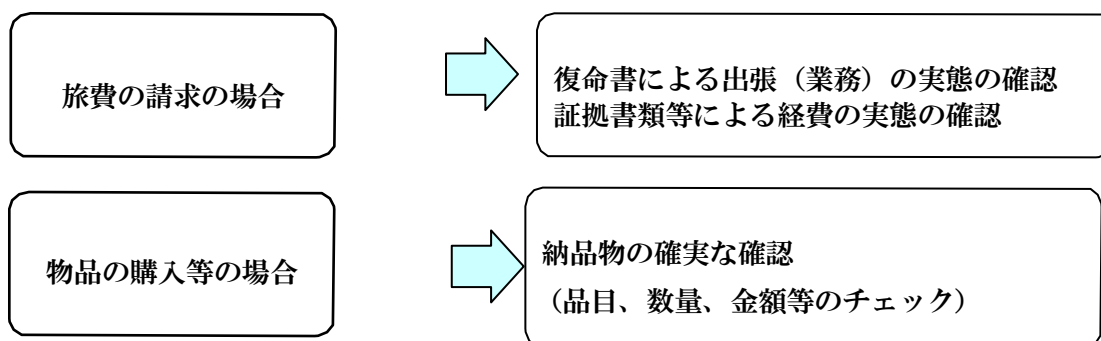 旅費の請求の場合
復命書による出張（業務）の実態の確認
証拠書類等による経費の実態の確認
物品の購入等の場合
納品物の確実な確認
（品目、数量、金額等のチェック）